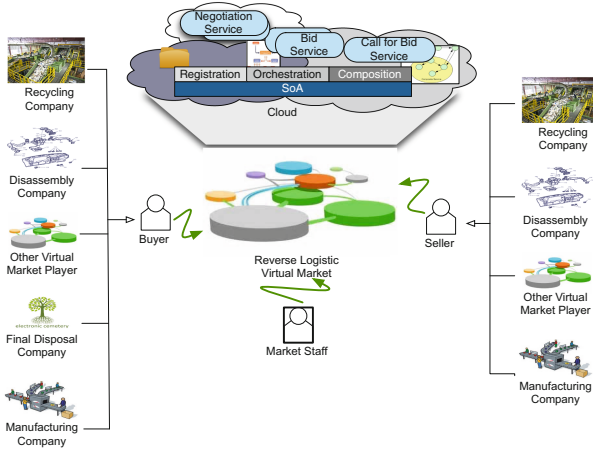 Negotiation
Service
Bid
Service
Call for Bid
Service
Registration
Orchestration
Composition
SoA
Cloud
Recycling
Company
Disassembly
Company
Other Virtual
Market Player
electronic cemetery
Final Disposal
Company
Manufacturing
Company
Buyer
Reverse Logistic
Virtual Market
Market Staff
Seller
Recycling
Company
Disassembly
Company
Other Virtual
Market Player
Manufacturing
Company